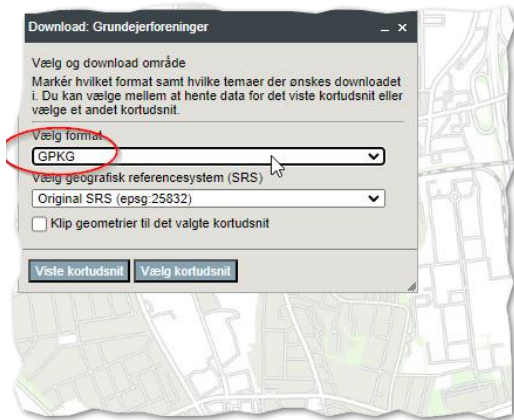 Download: Grundejerforeninger
Vælg og download område
Markér hvilket format samt hvilke temaer der ønskes downloadet
i. Du kan vælge mellem at hente data for det viste kortudsnit eller
vælge et andet kortudsnit.
Vælg format
GPKG
Vælg geografisk referencesystem (SRS)
Original SRS (epsg:25832)
Klip geometrier til det valgte kortudsnit
Viste kortudsnit Vælg kortudsnit